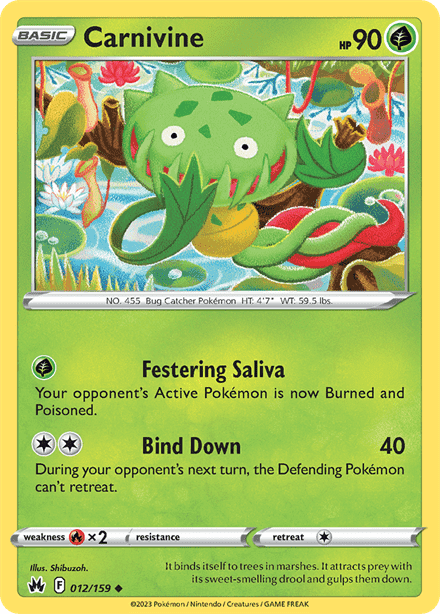 BASIC Carnivine HP 90
NO. 455 Bug Catcher Pokémon HT: 4'7" WT: 59.5 lbs.
Festering Saliva
Your opponent's Active Pokémon is now Burned and
Poisoned.
Bind Down 40
During your opponent's next turn, the Defending Pokémon
can't retreat.
weakness ×2 resistance retreat
Illus. Shibuzoh.
It binds itself to trees in marshes. It attracts prey with
its sweet-smelling drool and gulps them down.
F 012/159
©2023 Pokémon / Nintendo / Creatures / GAME FREAK